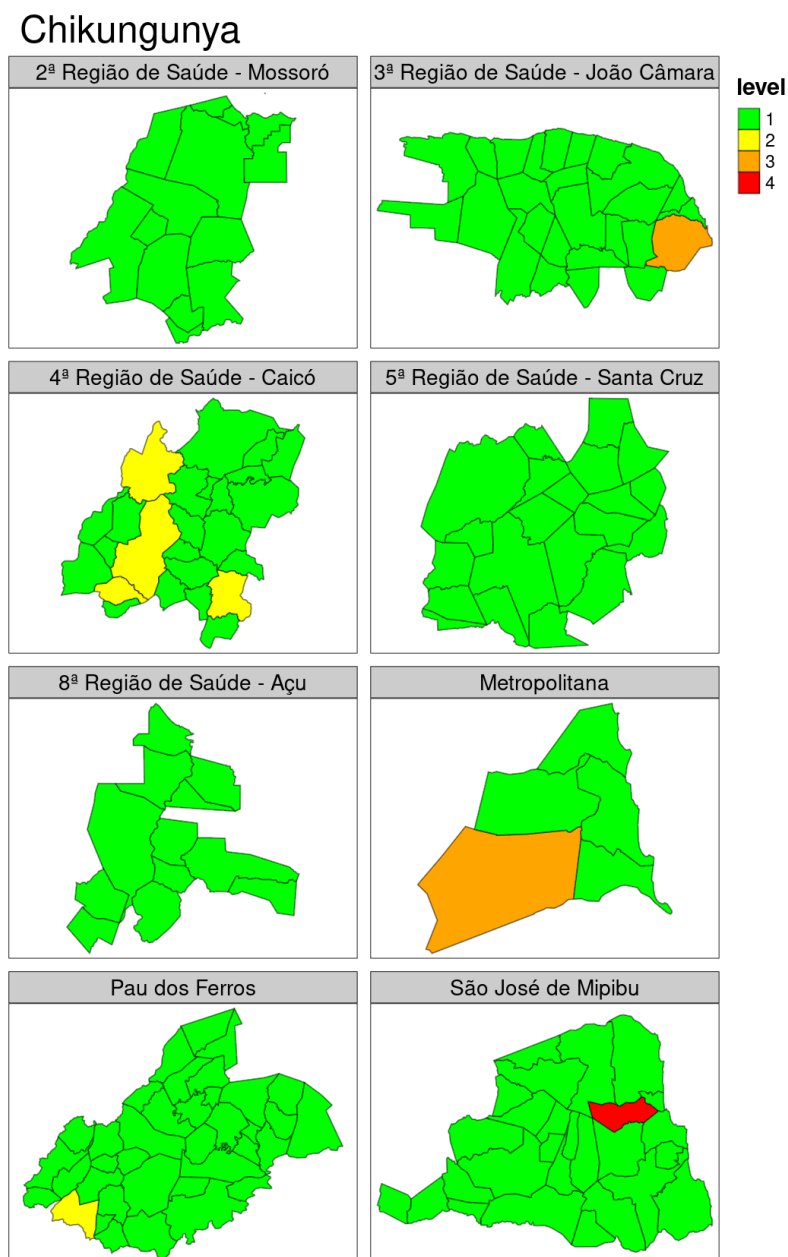 Chikungunya
2ª Região de Saúde - Mossoró
3ª Região de Saúde - João Câmara
level
1
2
3
4
4ª Região de Saúde - Caicó
5ª Região de Saúde - Santa Cruz
8ª Região de Saúde - Açu
Metropolitana
Pau dos Ferros
São José de Mipibu